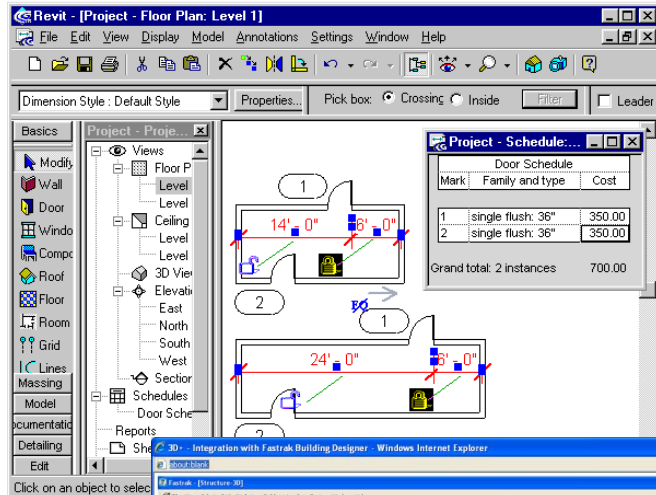 Revit - [Project - Floor Plan: Level 1]
File Edit View Display Model Annotations Settings Window Help
Dimension Style : Default Style Properties... Pick box: Crossing Inside Filter Leader
Basics
Modify
Wall
Door
Windo
Compo
Roof
Floor
Room
Grid
Lines
Massing
Model
ocumentatio
Detailing
Edit
Project - Proje...
Views
Floor P
Level
Level
Ceiling
Level
Level
3D Vie
Elevati
East
North
South
West
Section
Schedules
Door Sche
Reports
She
1
14' - 0" 6' - 0"
2
EQ
1
24' - 0" 6' - 0"
2
Project - Schedule:...
Door Schedule
Mark Family and type Cost
1 single flush: 36" 350.00
2 single flush: 36" 350.00
Grand total: 2 instances 700.00
3D+ - Integration with Fastrak Building Designer - Windows Internet Explorer
about:blank
Fastrak - [Structure-3D]
Click on an object to selec